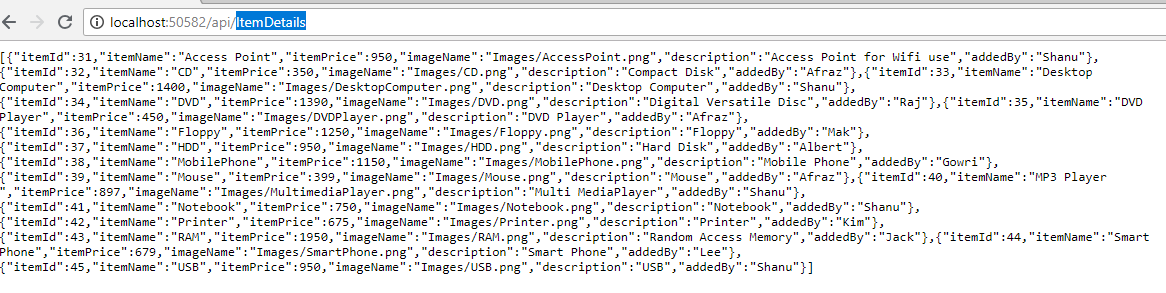 localhost:50582/api/ItemDetails
[{"itemId":31,"itemName":"Access Point","itemPrice":950,"imageName":"Images/AccessPoint.png","description":"Access Point for Wifi use","addedBy":"Shanu"},
{"itemId":32,"itemName":"CD","itemPrice":350,"imageName":"Images/CD.png","description":"Compact Disk","addedBy":"Afraz"},{"itemId":33,"itemName":"Desktop
Computer","itemPrice":1400,"imageName":"Images/DesktopComputer.png","description":"Desktop Computer","addedBy":"Shanu"},
{"itemId":34,"itemName":"DVD","itemPrice":1390,"imageName":"Images/DVD.png","description":"Digital Versatile Disc","addedBy":"Raj"},{"itemId":35,"itemName":"DVD
Player","itemPrice":450,"imageName":"Images/DVDPlayer.png","description":"DVD Player","addedBy":"Afraz"},
{"itemId":36,"itemName":"Floppy","itemPrice":1250,"imageName":"Images/Floppy.png","description":"Floppy","addedBy":"Mak"},
{"itemId":37,"itemName":"HDD","itemPrice":950,"imageName":"Images/HDD.png","description":"Hard Disk","addedBy":"Albert"},
{"itemId":38,"itemName":"MobilePhone","itemPrice":1150,"imageName":"Images/MobilePhone.png","description":"Mobile Phone","addedBy":"Gowri"},
{"itemId":39,"itemName":"Mouse","itemPrice":399,"imageName":"Images/Mouse.png","description":"Mouse","addedBy":"Afraz"},{"itemId":40,"itemName":"MP3 Player
","itemPrice":897,"imageName":"Images/MultimediaPlayer.png","description":"Multi MediaPlayer","addedBy":"Shanu"},
{"itemId":41,"itemName":"Notebook","itemPrice":750,"imageName":"Images/Notebook.png","description":"Notebook","addedBy":"Shanu"},
{"itemId":42,"itemName":"Printer","itemPrice":675,"imageName":"Images/Printer.png","description":"Printer","addedBy":"Kim"},
{"itemId":43,"itemName":"RAM","itemPrice":1950,"imageName":"Images/RAM.png","description":"Random Access Memory","addedBy":"Jack"},{"itemId":44,"itemName":"Smart
Phone","itemPrice":679,"imageName":"Images/SmartPhone.png","description":"Smart Phone","addedBy":"Lee"},
{"itemId":45,"itemName":"USB","itemPrice":950,"imageName":"Images/USB.png","description":"USB","addedBy":"Shanu"}]